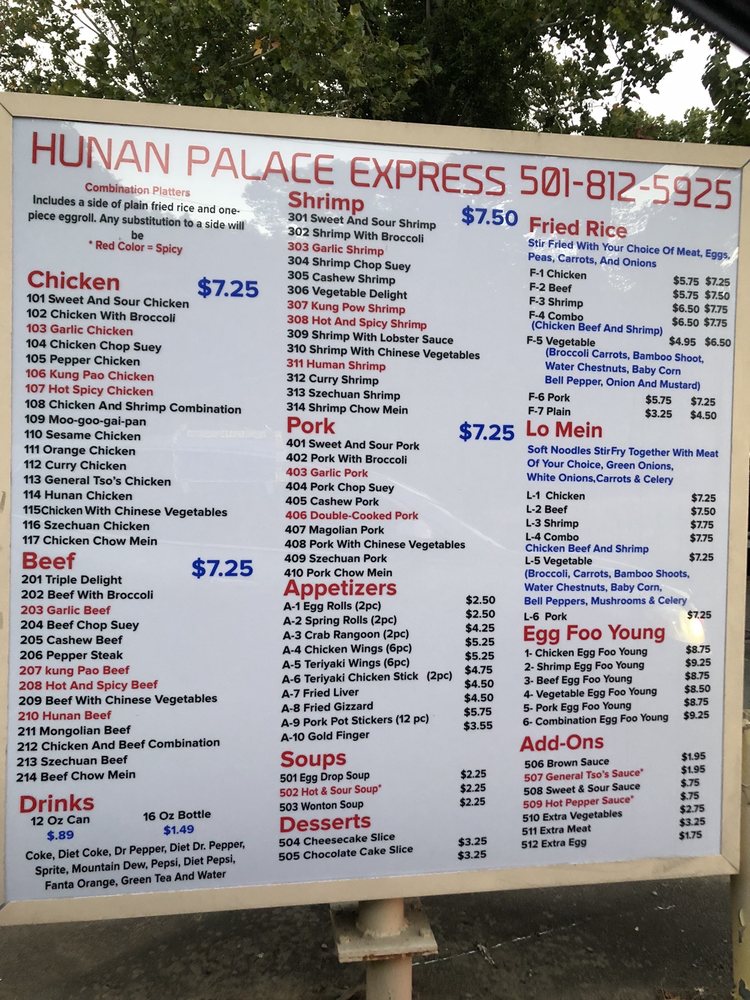 HUNAN PALACE EXPRESS 501-812-5925
Combination Platters
Includes a side of plain fried rice and one-
piece eggroll. Any substitution to a side will
be
* Red Color = Spicy
Chicken $7.25
101 Sweet And Sour Chicken
102 Chicken With Broccoli
103 Garlic Chicken
104 Chicken Chop Suey
105 Pepper Chicken
106 Kung Pao Chicken
107 Hot Spicy Chicken
108 Chicken And Shrimp Combination
109 Moo-goo-gai-pan
110 Sesame Chicken
111 Orange Chicken
112 Curry Chicken
113 General Tso's Chicken
114 Hunan Chicken
115Chicken With Chinese Vegetables
116 Szechuan Chicken
117 Chicken Chow Mein
Beef $7.25
201 Triple Delight
202 Beef With Broccoli
203 Garlic Beef
204 Beef Chop Suey
205 Cashew Beef
206 Pepper Steak
207 kung Pao Beef
208 Hot And Spicy Beef
209 Beef With Chinese Vegetables
210 Hunan Beef
211 Mongolian Beef
212 Chicken And Beef Combination
213 Szechuan Beef
214 Beef Chow Mein
Drinks
12 Oz Can 16 Oz Bottle
$.89 $1.49
Coke, Diet Coke, Dr Pepper, Diet Dr. Pepper,
Sprite, Mountain Dew, Pepsi, Diet Pepsi,
Fanta Orange, Green Tea And Water
Shrimp $7.50
301 Sweet And Sour Shrimp
302 Shrimp With Broccoli
303 Garlic Shrimp
304 Shrimp Chop Suey
305 Cashew Shrimp
306 Vegetable Delight
307 Kung Pow Shrimp
308 Hot And Spicy Shrimp
309 Shrimp With Lobster Sauce
310 Shrimp With Chinese Vegetables
311 Human Shrimp
312 Curry Shrimp
313 Szechuan Shrimp
314 Shrimp Chow Mein
Pork $7.25
401 Sweet And Sour Pork
402 Pork With Broccoli
403 Garlic Pork
404 Pork Chop Suey
405 Cashew Pork
406 Double-Cooked Pork
407 Magolian Pork
408 Pork With Chinese Vegetables
409 Szechuan Pork
410 Pork Chow Mein
Appetizers
A-1 Egg Rolls (2pc) $2.50
A-2 Spring Rolls (2pc) $2.50
A-3 Crab Rangoon (2pc) $4.25
A-4 Chicken Wings (6pc) $5.25
A-5 Teriyaki Wings (6pc) $5.25
A-6 Teriyaki Chicken Stick (2pc) $4.75
A-7 Fried Liver $4.50
A-8 Fried Gizzard $4.50
A-9 Pork Pot Stickers (12 pc) $5.75
A-10 Gold Finger $3.55
Soups
501 Egg Drop Soup $2.25
502 Hot & Sour Soup* $2.25
503 Wonton Soup $2.25
Desserts
504 Cheesecake Slice $3.25
505 Chocolate Cake Slice $3.25
Fried Rice
Stir Fried With Your Choice Of Meat, Eggs,
Peas, Carrots, And Onions
F-1 Chicken $5.75 $7.25
F-2 Beef $5.75 $7.50
F-3 Shrimp $6.50 $7.75
F-4 Combo $6.50 $7.75
(Chicken Beef And Shrimp)
F-5 Vegetable $4.95 $6.50
(Broccoli Carrots, Bamboo Shoot,
Water Chestnuts, Baby Corn
Bell Pepper, Onion And Mustard)
F-6 Pork $5.75 $7.25
F-7 Plain $3.25 $4.50
Lo Mein
Soft Noodles StirFry Together With Meat
Of Your Choice, Green Onions,
White Onions,Carrots & Celery
L-1 Chicken $7.25
L-2 Beef $7.50
L-3 Shrimp $7.75
L-4 Combo $7.75
Chicken Beef And Shrimp
L-5 Vegetable $7.25
(Broccoli, Carrots, Bamboo Shoots,
Water Chestnuts, Baby Corn,
Bell Peppers, Mushrooms & Celery
L-6 Pork $7.25
Egg Foo Young
1- Chicken Egg Foo Young $8.75
2- Shrimp Egg Foo Young $9.25
3- Beef Egg Foo Young $8.75
4- Vegetable Egg Foo Young $8.50
5- Pork Egg Foo Young $8.75
6- Combination Egg Foo Young $9.25
Add-Ons
506 Brown Sauce $1.95
507 General Tso's Sauce* $1.95
508 Sweet & Sour Sauce $.75
509 Hot Pepper Sauce* $.75
510 Extra Vegetables $2.75
511 Extra Meat $3.25
512 Extra Egg $1.75